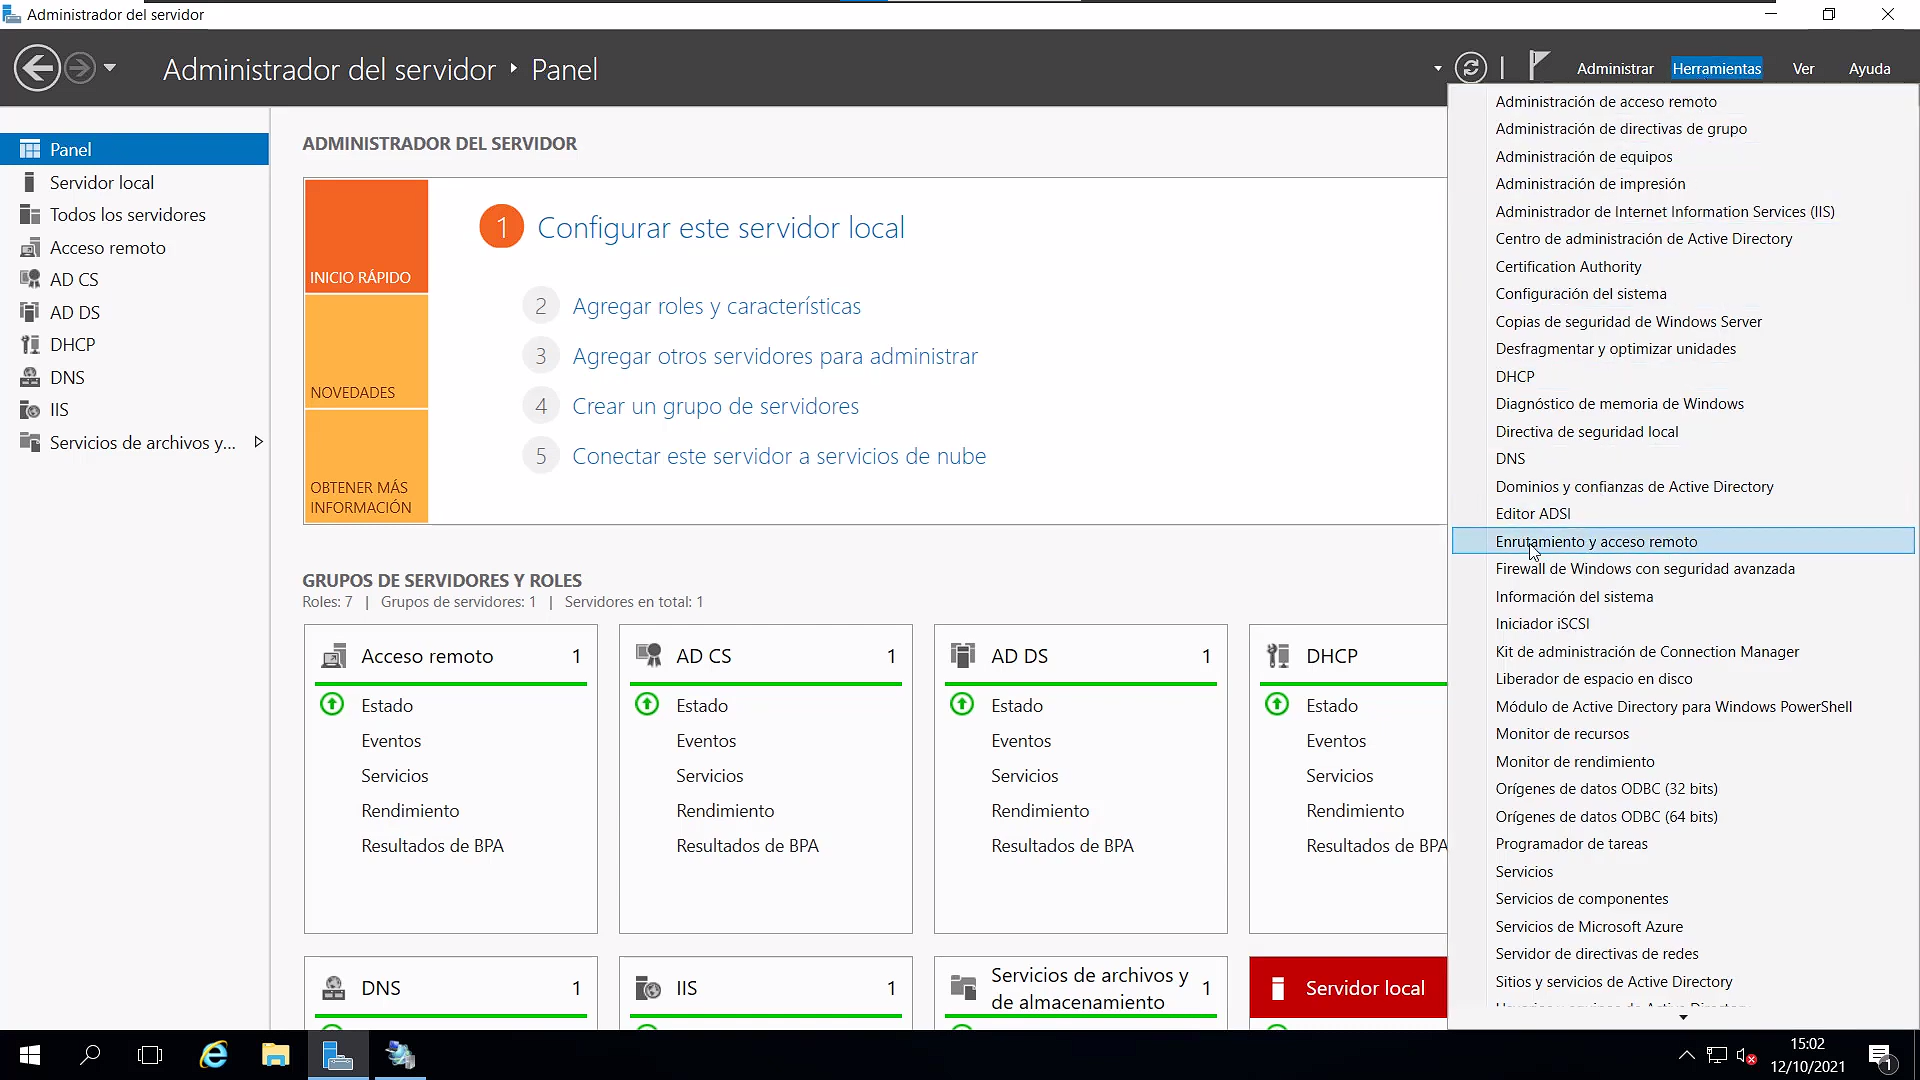 Administrador del servidor
Administrador del servidor
Panel
Administrar
Herramientas
Ver
Ayuda
Panel
Servidor local
Todos los servidores
Acceso remoto
AD CS
AD DS
DHCP
DNS
IIS
Servicios de archivos y...
ADMINISTRADOR DEL SERVIDOR
INICIO RÁPIDO
NOVEDADES
OBTENER MÁS
INFORMACIÓN
1 Configurar este servidor local
2 Agregar roles y características
3 Agregar otros servidores para administrar
4 Crear un grupo de servidores
5 Conectar este servidor a servicios de nube
GRUPOS DE SERVIDORES Y ROLES
Roles: 7 | Grupos de servidores: 1 | Servidores en total: 1
Acceso remoto 1
Estado
Eventos
Servicios
Rendimiento
Resultados de BPA
AD CS 1
Estado
Eventos
Servicios
Rendimiento
Resultados de BPA
AD DS 1
Estado
Eventos
Servicios
Rendimiento
Resultados de BPA
DHCP
Estado
Eventos
Servicios
Rendimiento
Resultados de BPA
DNS 1
IIS 1
Servicios de archivos y
de almacenamiento 1
Servidor local
Administración de acceso remoto
Administración de directivas de grupo
Administración de equipos
Administración de impresión
Administrador de Internet Information Services (IIS)
Centro de administración de Active Directory
Certification Authority
Configuración del sistema
Copias de seguridad de Windows Server
Desfragmentar y optimizar unidades
DHCP
Diagnóstico de memoria de Windows
Directiva de seguridad local
DNS
Dominios y confianzas de Active Directory
Editor ADSI
Enrutamiento y acceso remoto
Firewall de Windows con seguridad avanzada
Información del sistema
Iniciador iSCSI
Kit de administración de Connection Manager
Liberador de espacio en disco
Módulo de Active Directory para Windows PowerShell
Monitor de recursos
Monitor de rendimiento
Orígenes de datos ODBC (32 bits)
Orígenes de datos ODBC (64 bits)
Programador de tareas
Servicios
Servicios de componentes
Servicios de Microsoft Azure
Servidor de directivas de redes
Sitios y servicios de Active Directory
15:02
12/10/2021
1